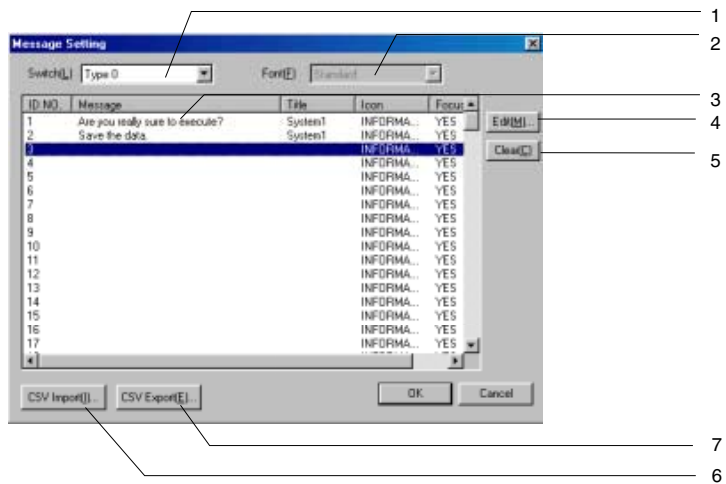 1
Message Setting
2
Switch(L) Type 0 Font(F) Standard
3
ID NO. Message Title Icon Focus
1 Are you really sure to execute? System1 INFORMA... YES
Edit(M)... 4
2 Save the data. System1 INFORMA... YES
3 INFORMA... YES
Clear(C) 5
4 INFORMA... YES
5 INFORMA... YES
6 INFORMA... YES
7 INFORMA... YES
8 INFORMA... YES
9 INFORMA... YES
10 INFORMA... YES
11 INFORMA... YES
12 INFORMA... YES
13 INFORMA... YES
14 INFORMA... YES
15 INFORMA... YES
16 INFORMA... YES
17 INFORMA... YES
CSV Import(I)... CSV Export(E)... OK Cancel
7
6